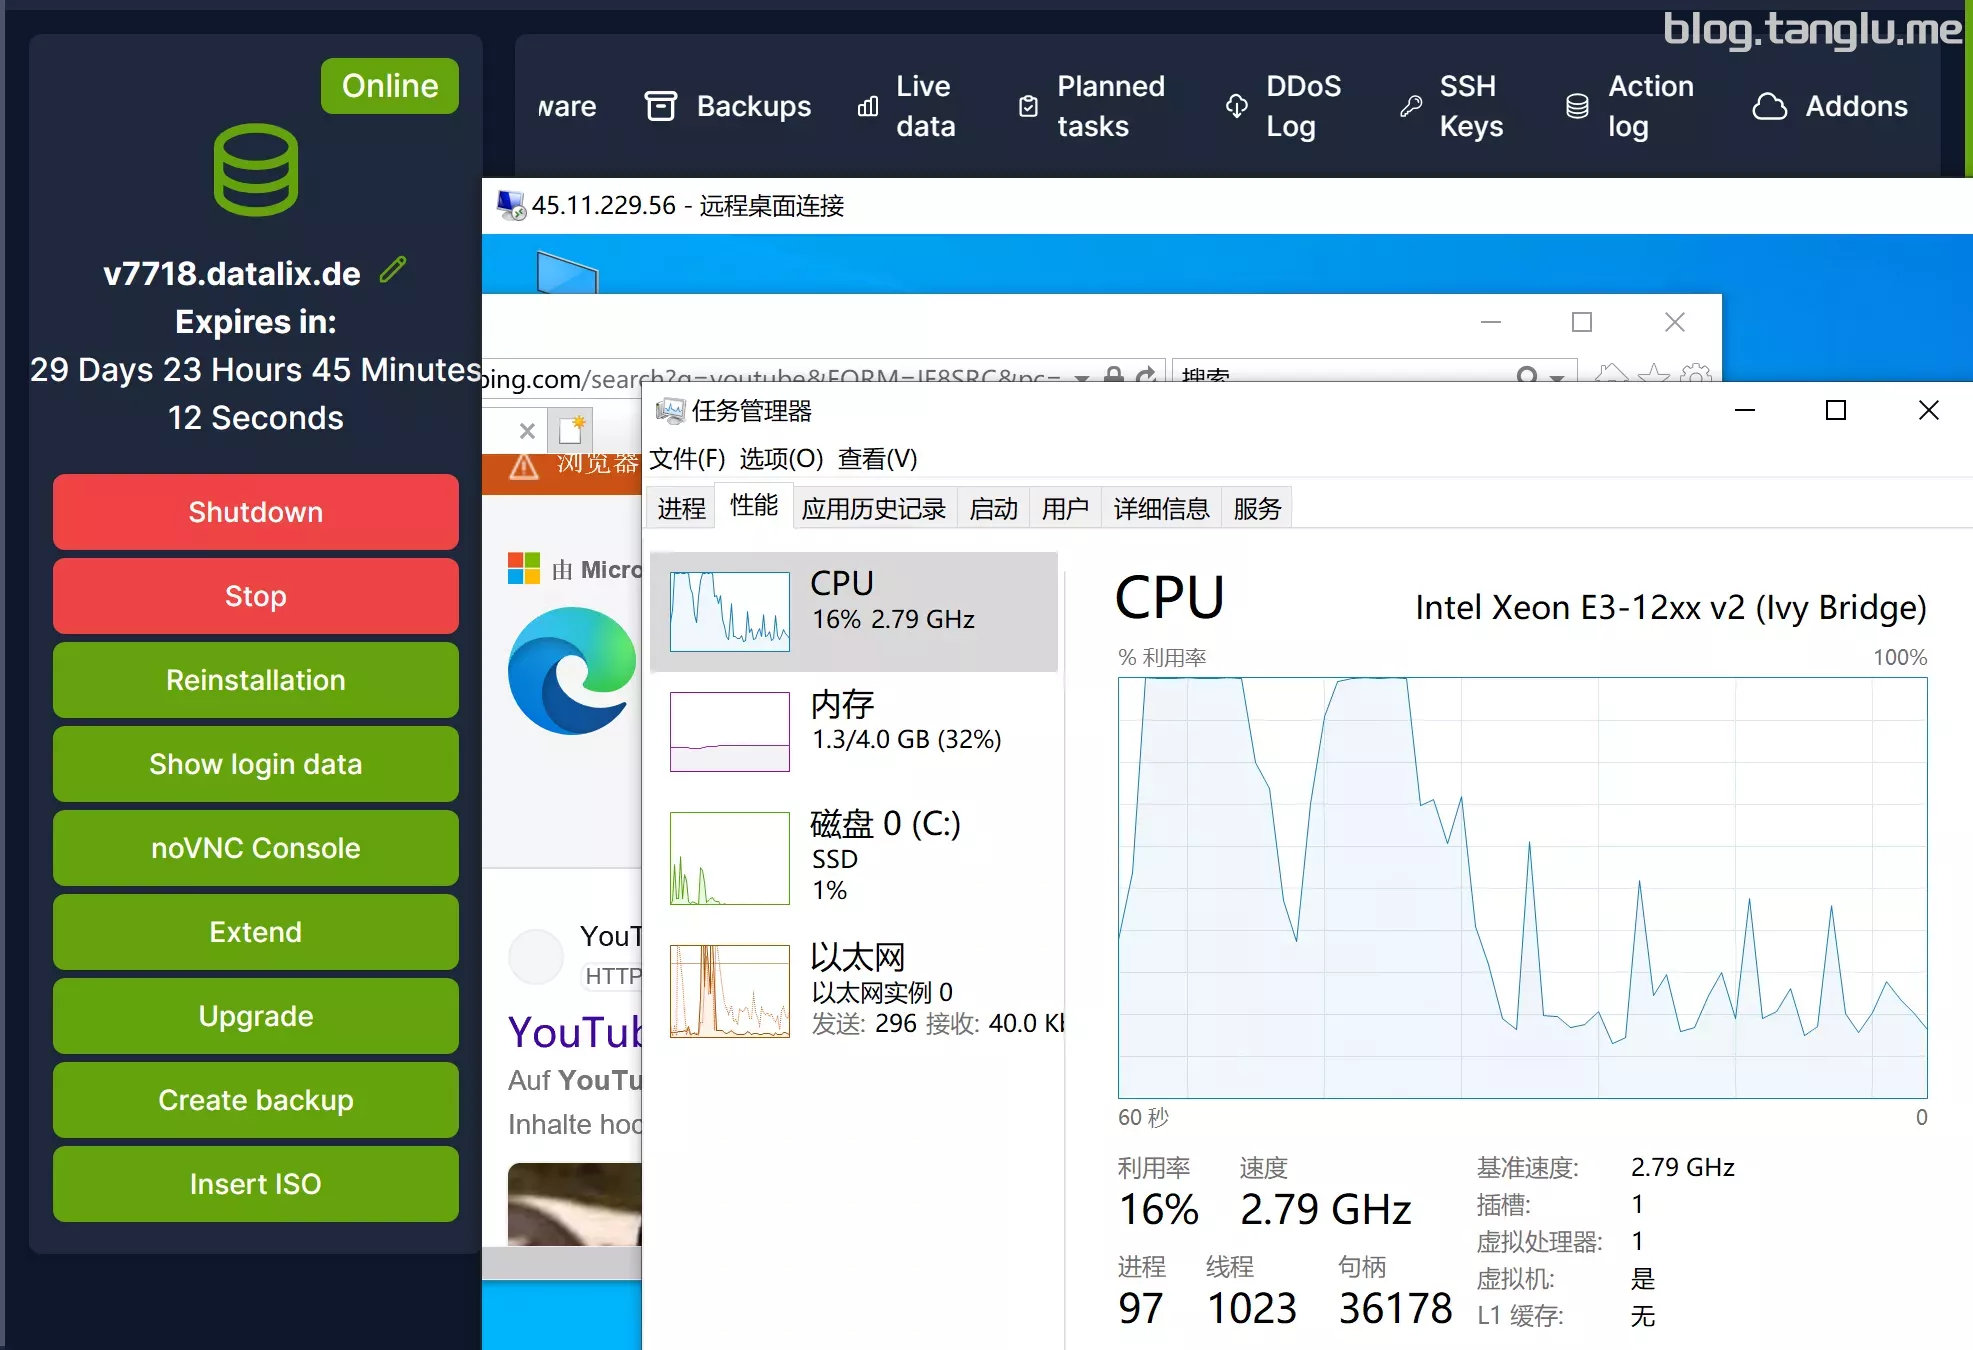 blog.tanglu.me
Online
v7718.datalix.de
Expires in:
29 Days 23 Hours 45 Minutes
12 Seconds
Shutdown
Stop
Reinstallation
Show login data
noVNC Console
Extend
Upgrade
Create backup
Insert ISO
ware
Backups
Live data
Planned tasks
DDoS Log
SSH Keys
Action log
Addons
45.11.229.56 - 远程桌面连接
bing.com/search?q=youtube&FORM=IE8SRC&pc=
搜索
浏览器
由 Micro
YouT
HTTP
YouTub
Auf YouTu
Inhalte hoc
任务管理器
文件(F) 选项(O) 查看(V)
进程 性能 应用历史记录 启动 用户 详细信息 服务
CPU
16% 2.79 GHz
内存
1.3/4.0 GB (32%)
磁盘 0 (C:)
SSD
1%
以太网
以太网实例 0
发送: 296 接收: 40.0 Kb
CPU
Intel Xeon E3-12xx v2 (Ivy Bridge)
% 利用率 100%
60 秒 0
利用率 速度
16% 2.79 GHz
进程 线程 句柄
97 1023 36178
基准速度: 2.79 GHz
插槽: 1
虚拟处理器: 1
虚拟机: 是
L1 缓存: 无